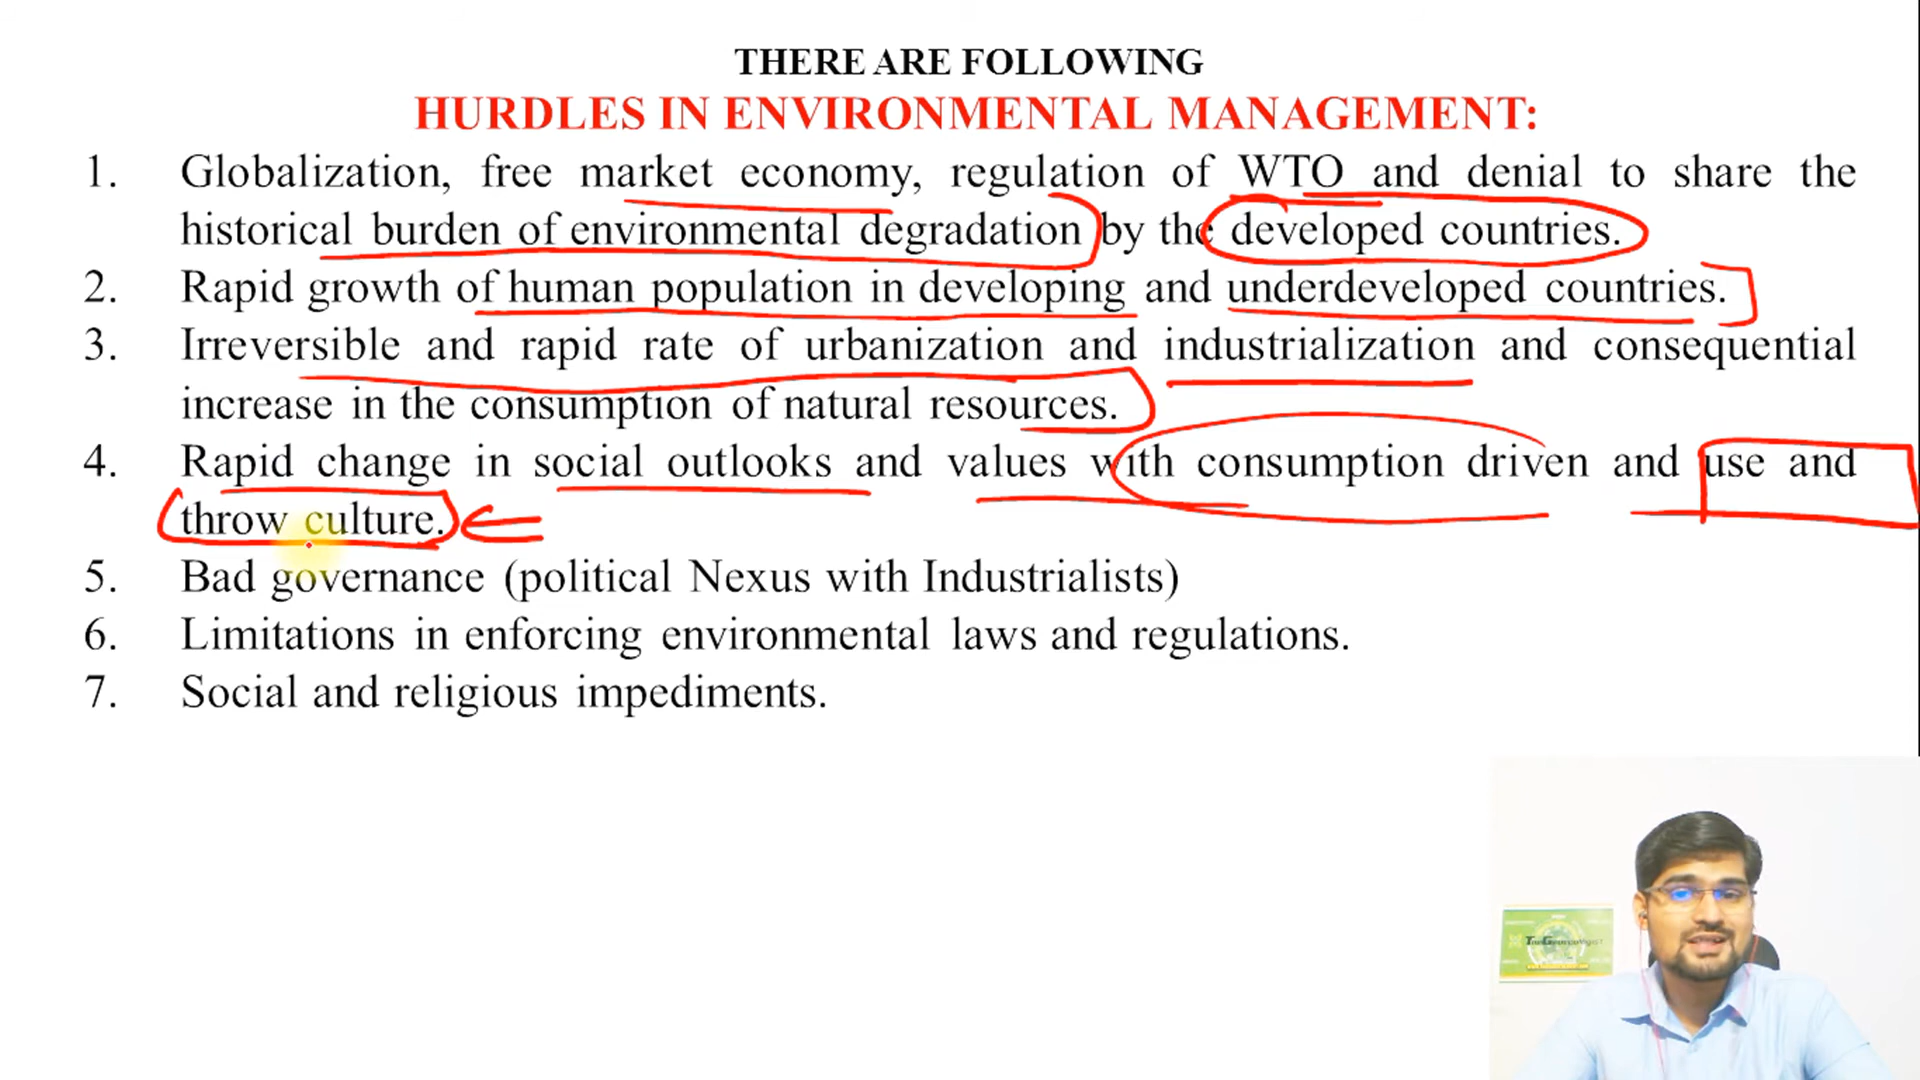 THERE ARE FOLLOWING
HURDLES IN ENVIRONMENTAL MANAGEMENT:
1. Globalization, free market economy, regulation of WTO and denial to share the
historical burden of environmental degradation by the developed countries.
2. Rapid growth of human population in developing and underdeveloped countries.
3. Irreversible and rapid rate of urbanization and industrialization and consequential
increase in the consumption of natural resources.
4. Rapid change in social outlooks and values with consumption driven and use and
throw culture.
5. Bad governance (political Nexus with Industrialists)
6. Limitations in enforcing environmental laws and regulations.
7. Social and religious impediments.